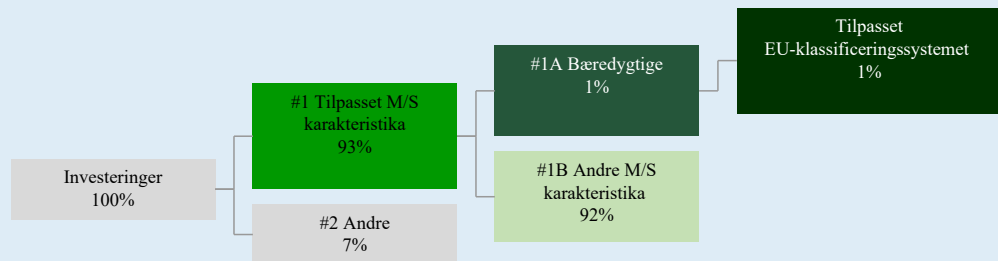 Investeringer
100%
#1 Tilpasset M/S
karakteristika
93%
#2 Andre
7%
#1A Bæredygtige
1%
#1B Andre M/S
karakteristika
92%
Tilpasset
EU-klassificeringssystemet
1%